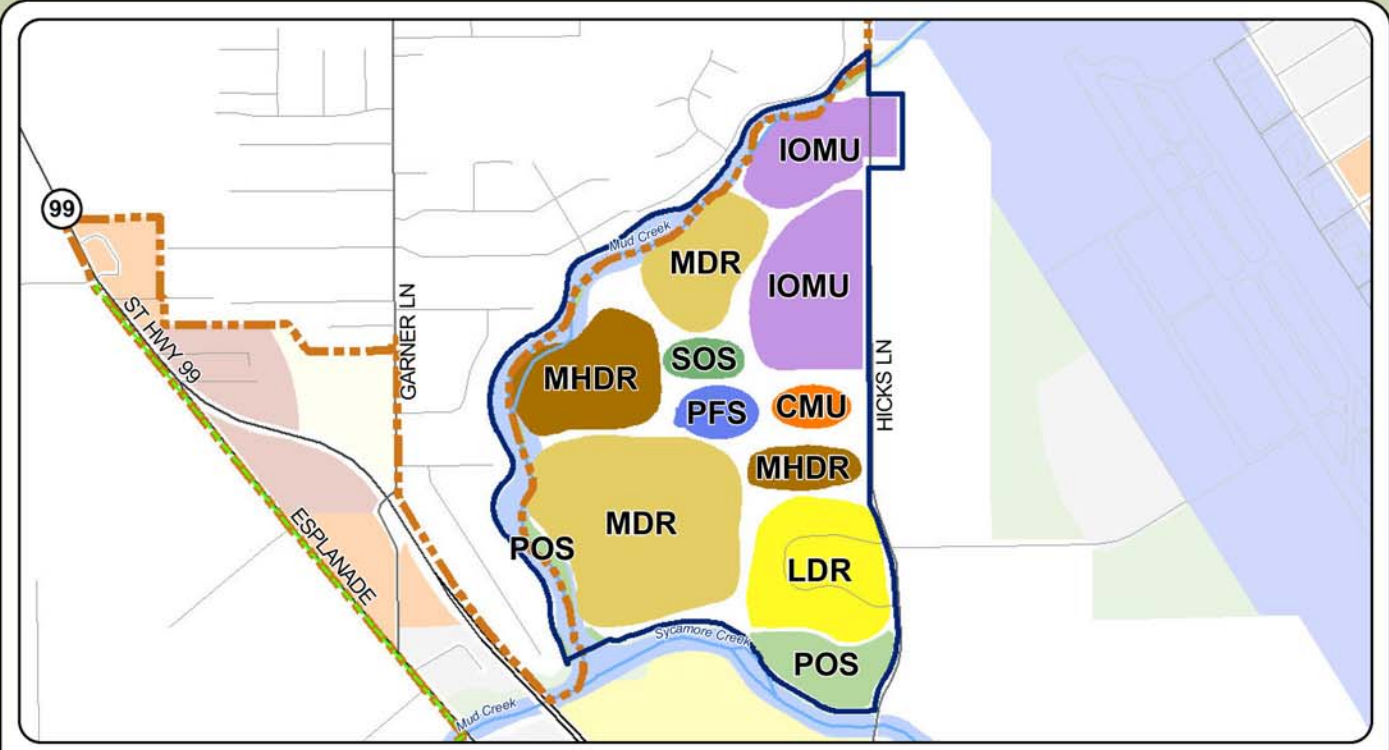 IOMU
99
Mud Creek
MDR
IOMU
ST HWY 99
GARNER LN
SOS
MHDR
HICKS LN
PFS
CMU
MHDR
MDR
ESPLANADE
POS
LDR
Sycamore Creek
POS
Mud Creek